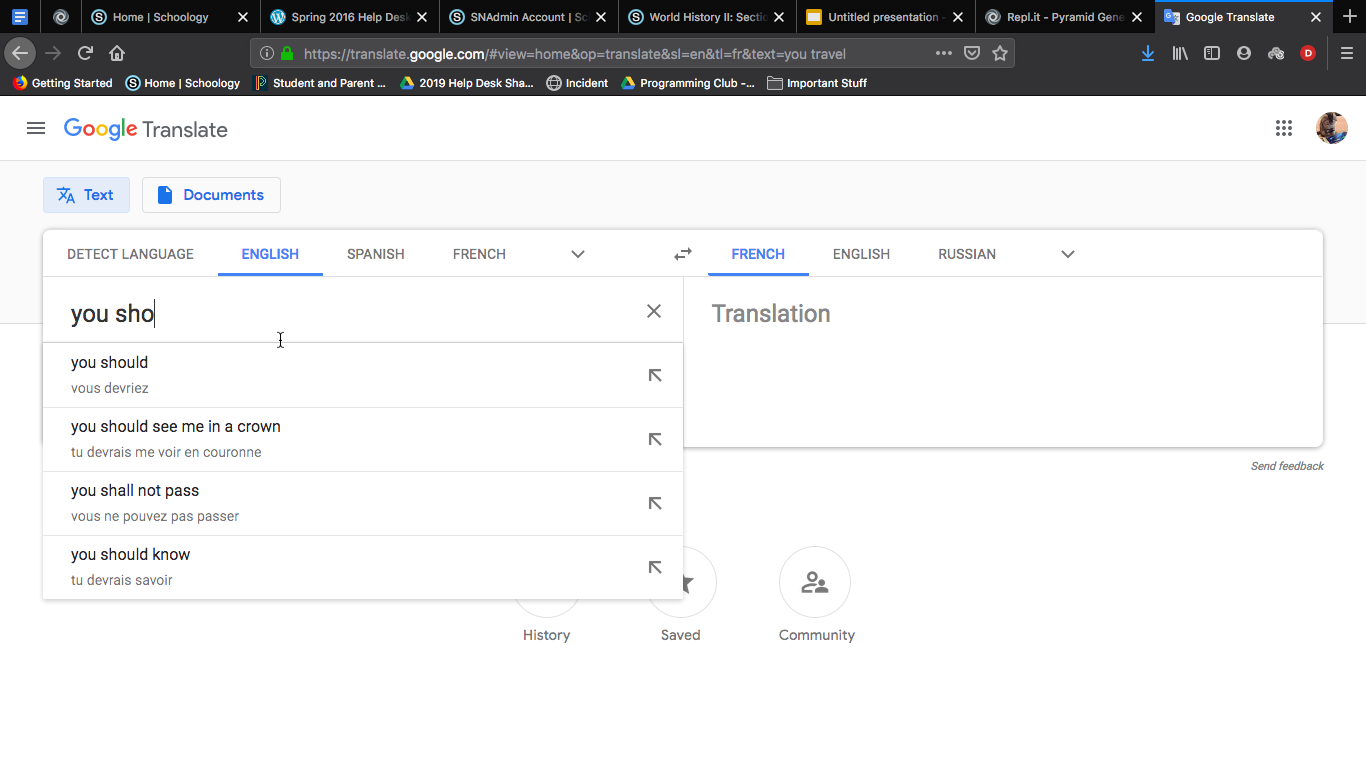 Home | Schoology
Spring 2016 Help Des
SNAdmin Account | Sc
World History II: Sectio
Untitled presentation -
Repl.it - Pyramid Gene
Google Translate
https://translate.google.com/#view=home&op=translate&sl=en&tl=fr&text=you travel
Getting Started
Home | Schoology
Student and Parent ...
2019 Help Desk Sha...
Incident
Programming Club -...
Important Stuff
Google Translate
Text
Documents
DETECT LANGUAGE
ENGLISH
SPANISH
FRENCH
FRENCH
ENGLISH
RUSSIAN
you sho
Translation
you should
vous devriez
you should see me in a crown
tu devrais me voir en couronne
you shall not pass
vous ne pouvez pas passer
you should know
tu devrais savoir
Send feedback
History
Saved
Community